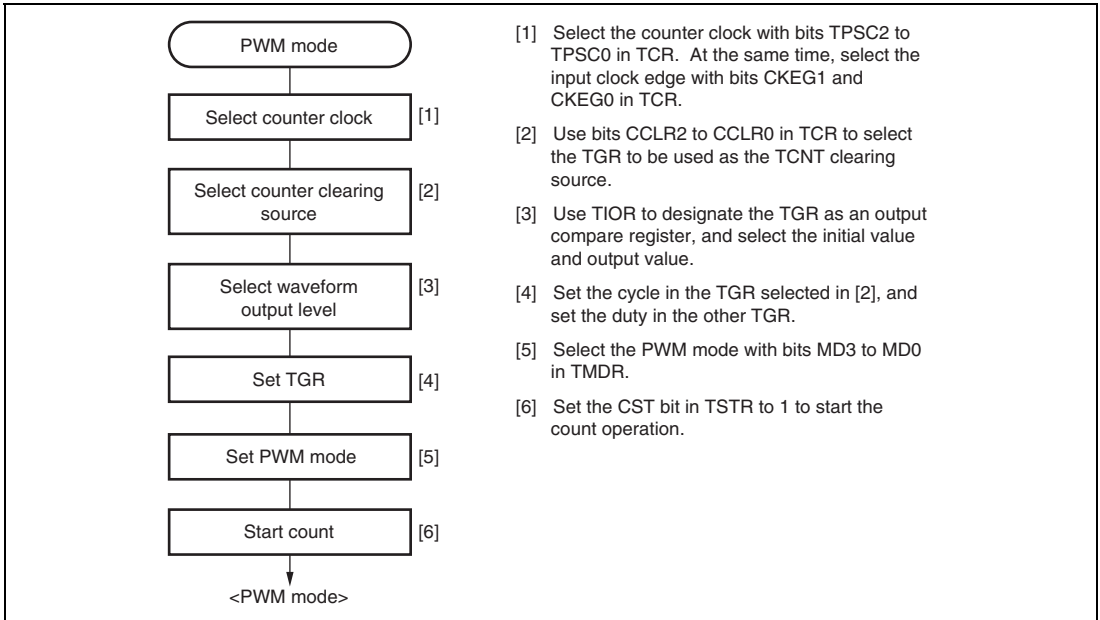 PWM mode
Select counter clock [1]
Select counter clearing [2]
source
Select waveform [3]
output level
Set TGR [4]
Set PWM mode [5]
Start count [6]
<PWM mode>
[1] Select the counter clock with bits TPSC2 to
TPSC0 in TCR. At the same time, select the
input clock edge with bits CKEG1 and
CKEG0 in TCR.
[2] Use bits CCLR2 to CCLR0 in TCR to select
the TGR to be used as the TCNT clearing
source.
[3] Use TIOR to designate the TGR as an output
compare register, and select the initial value
and output value.
[4] Set the cycle in the TGR selected in [2], and
set the duty in the other TGR.
[5] Select the PWM mode with bits MD3 to MD0
in TMDR.
[6] Set the CST bit in TSTR to 1 to start the
count operation.